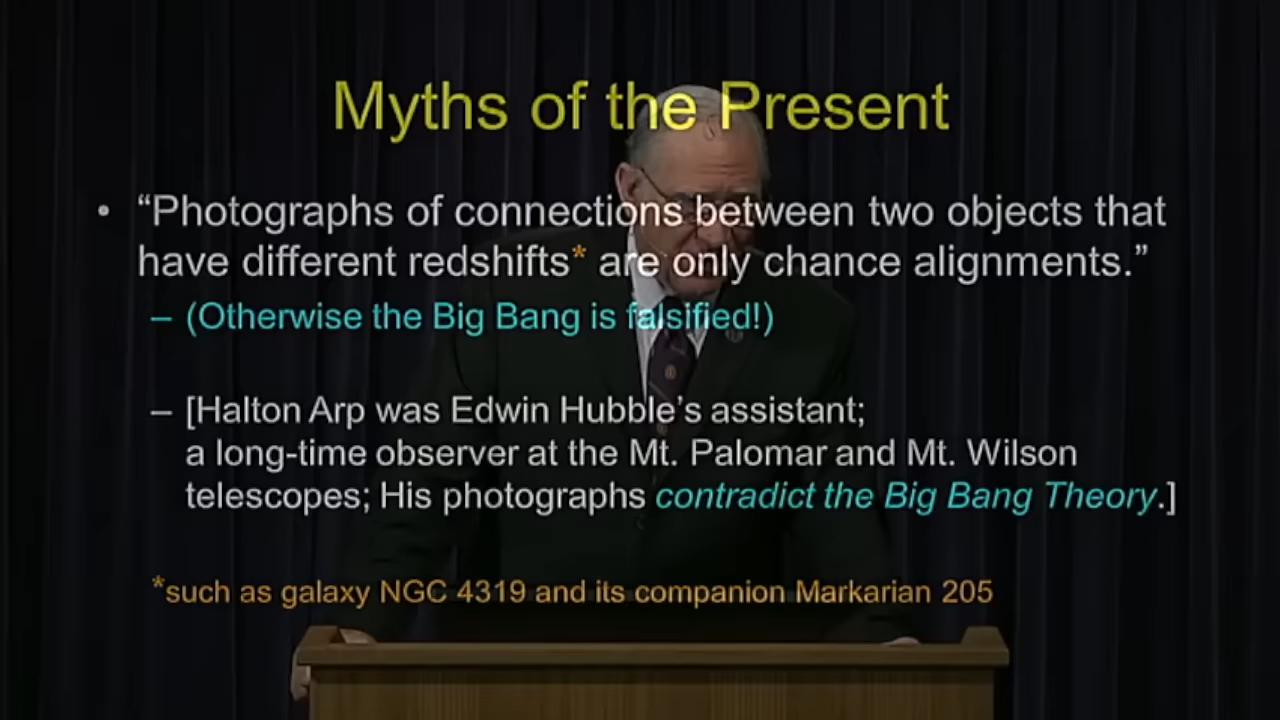 Myths of the Present
• “Photographs of connections between two objects that
have different redshifts* are only chance alignments.”
– (Otherwise the Big Bang is falsified!)
– [Halton Arp was Edwin Hubble’s assistant;
a long-time observer at the Mt. Palomar and Mt. Wilson
telescopes; His photographs contradict the Big Bang Theory.]
*such as galaxy NGC 4319 and its companion Markarian 205